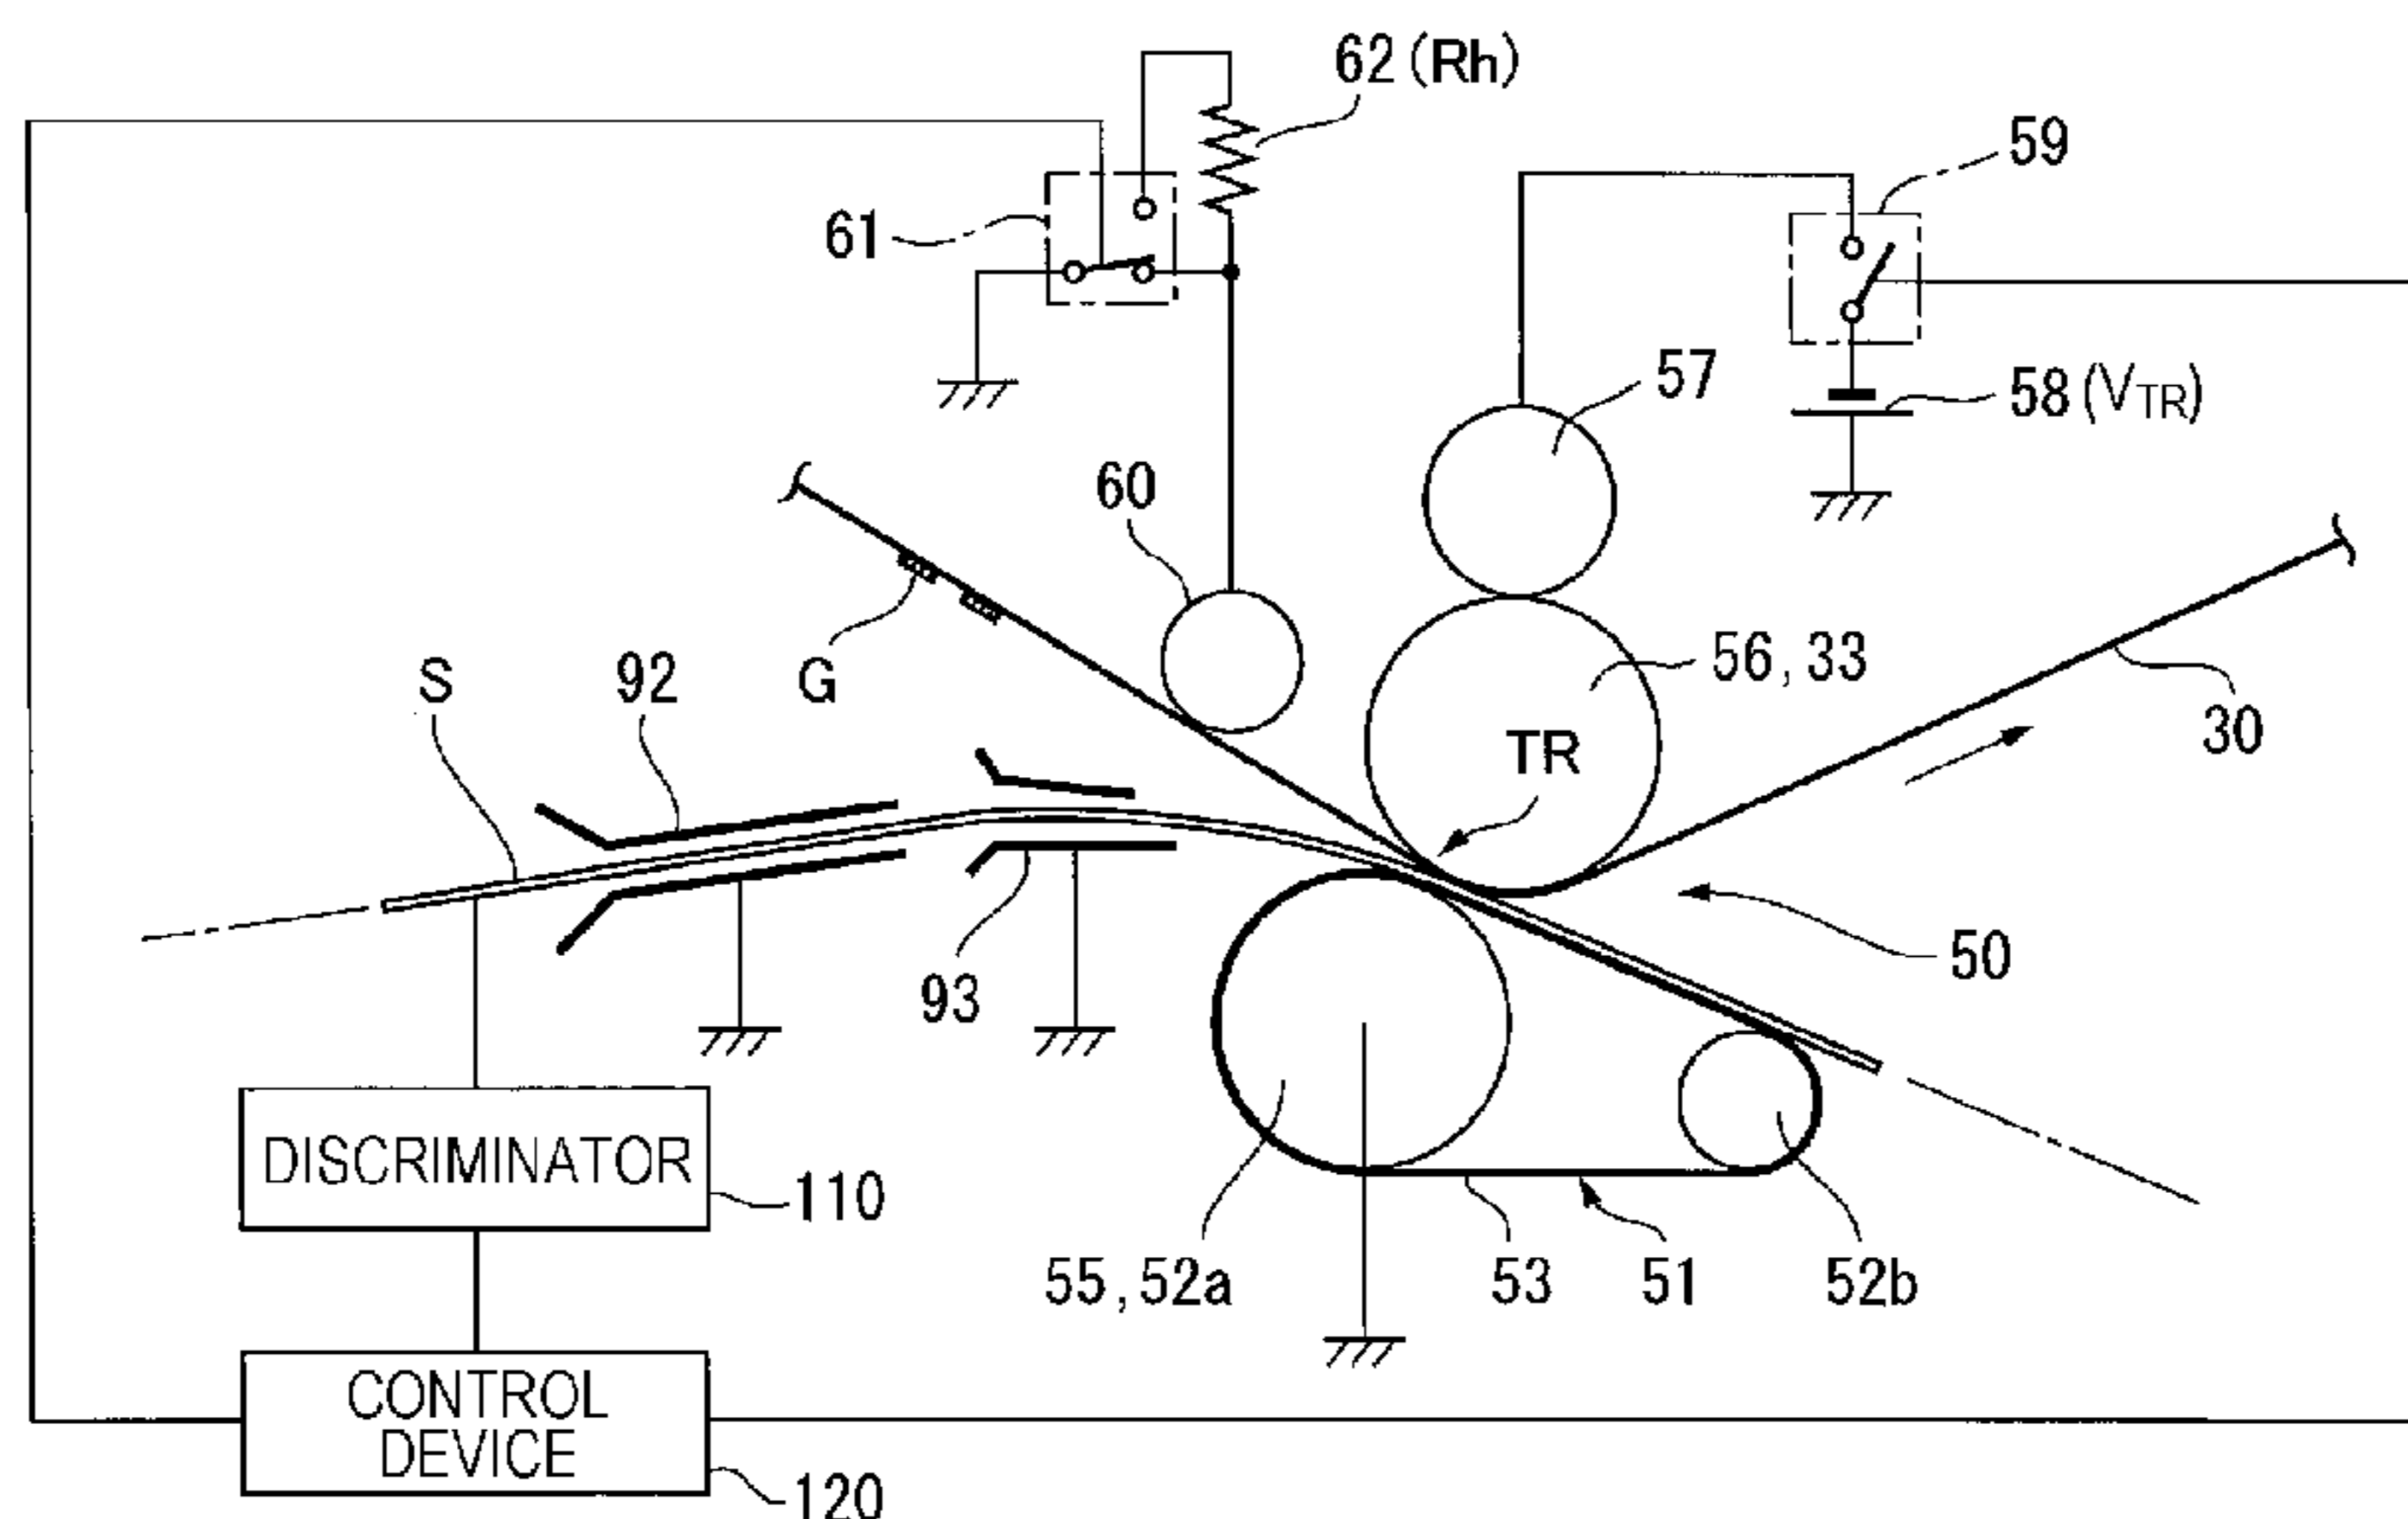 62 (Rh)
59
61
57
58 (VTR)
60
56, 33
S
92
G
TR
30
93
50
DISCRIMINATOR
110
55, 52a
53
51
52b
CONTROL
DEVICE
120